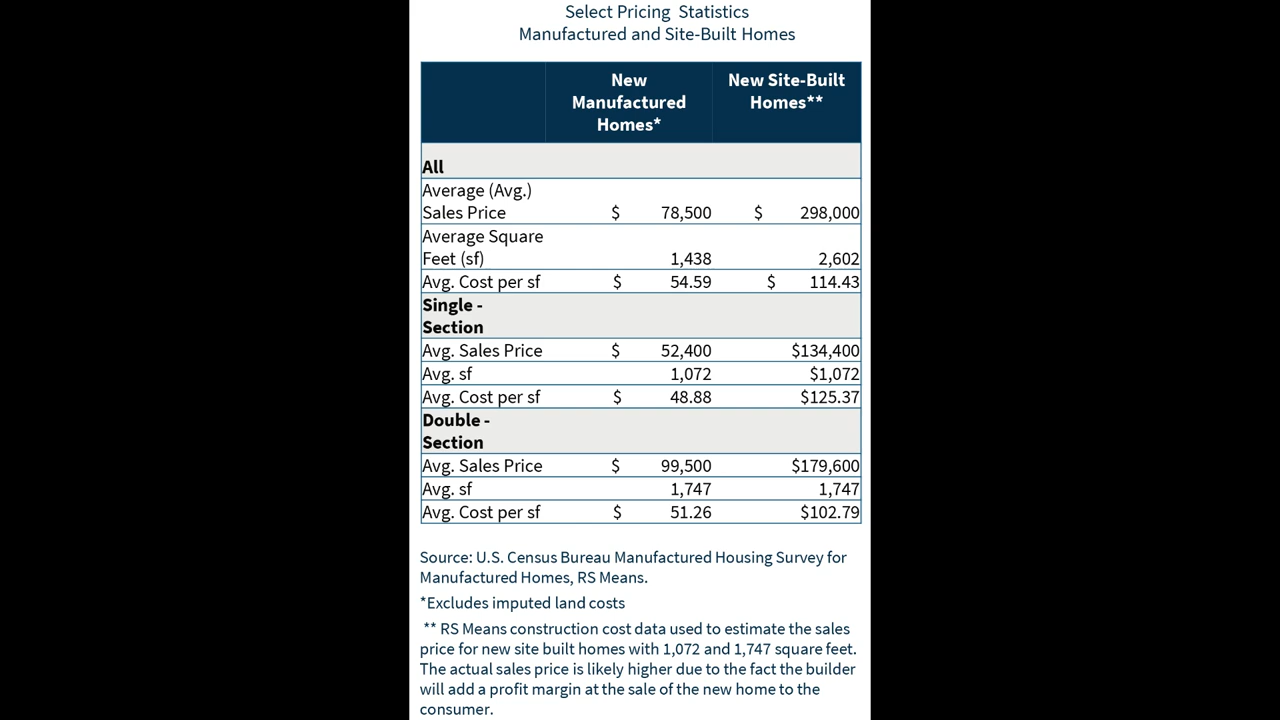 Select Pricing Statistics
Manufactured and Site-Built Homes
New Manufactured Homes* New Site-Built Homes**
All
Average (Avg.) Sales Price $ 78,500 $ 298,000
Average Square Feet (sf) 1,438 2,602
Avg. Cost per sf $ 54.59 $ 114.43
Single - Section
Avg. Sales Price $ 52,400 $134,400
Avg. sf 1,072 $1,072
Avg. Cost per sf $ 48.88 $125.37
Double - Section
Avg. Sales Price $ 99,500 $179,600
Avg. sf 1,747 1,747
Avg. Cost per sf $ 51.26 $102.79
Source: U.S. Census Bureau Manufactured Housing Survey for
Manufactured Homes, RS Means.
*Excludes imputed land costs
** RS Means construction cost data used to estimate the sales
price for new site built homes with 1,072 and 1,747 square feet.
The actual sales price is likely higher due to the fact the builder
will add a profit margin at the sale of the new home to the
consumer.